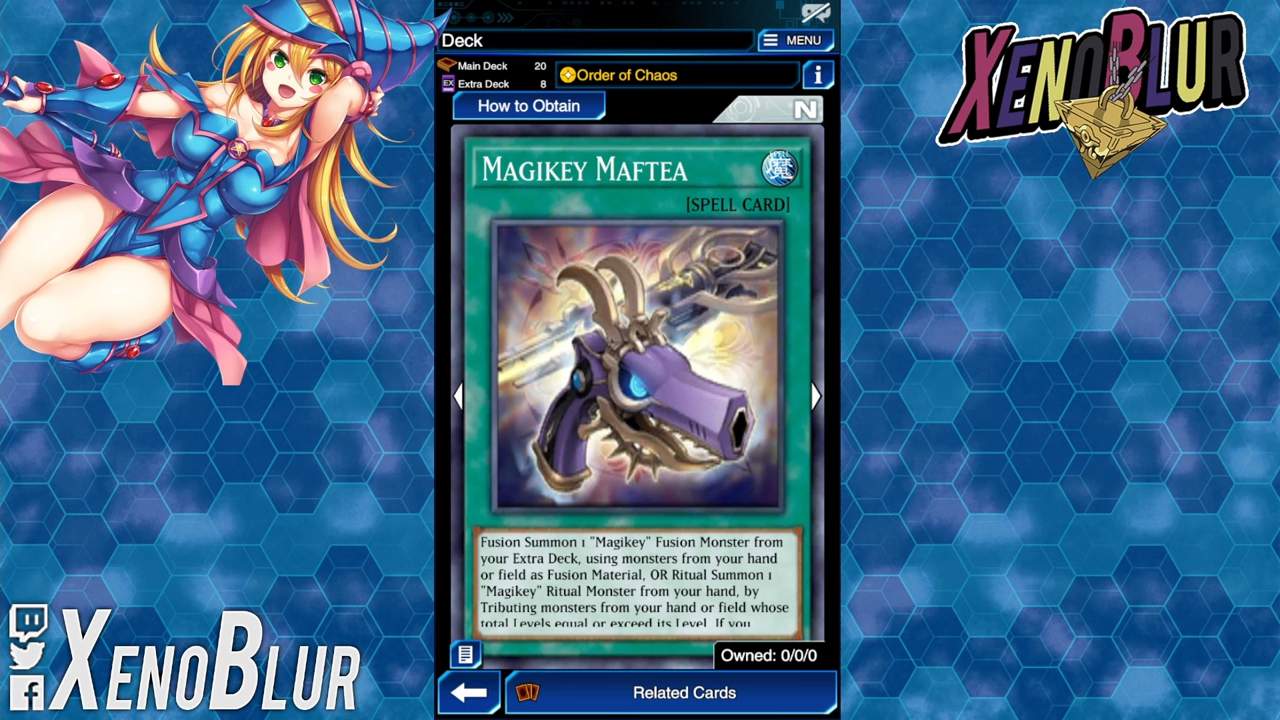 Deck
MENU
Main Deck 20
EX Extra Deck 8
Order of Chaos
i
How to Obtain
N
MAGIKEY MAFTEA
魔
[SPELL CARD]
Fusion Summon 1 "Magikey" Fusion Monster from
your Extra Deck, using monsters from your hand
or field as Fusion Material, OR Ritual Summon 1
"Magikey" Ritual Monster from your hand, by
Tributing monsters from your hand or field whose
total Levels equal or exceed its Level. If you
Owned: 0/0/0
Related Cards
XENOBLUR
XENOBLUR